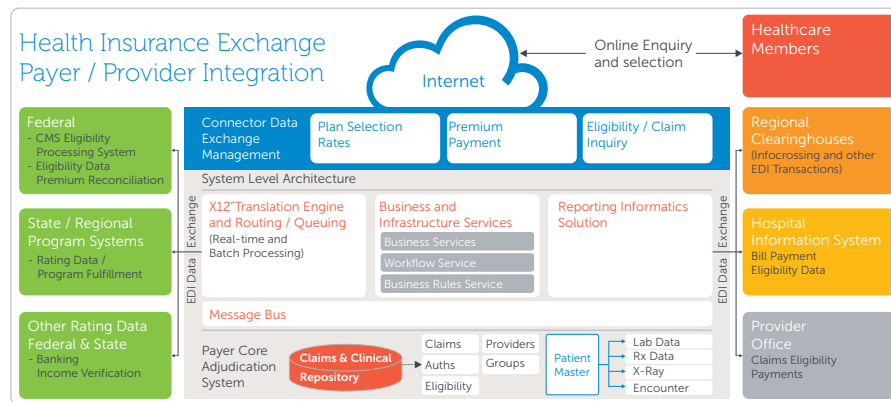 Health Insurance Exchange
Payer / Provider Integration
Internet
Online Enquiry
and selection
Healthcare
Members
Federal
- CMS Eligibility
Processing System
- Eligibility Data
Premium Reconciliation
State / Regional
Program Systems
- Rating Data /
Program Fulfillment
Other Rating Data
Federal & State
- Banking
Income Verification
EDI Data Exchange
Connector Data
Exchange
Management
Plan Selection
Rates
Premium
Payment
Eligibility / Claim
Inquiry
System Level Architecture
X12"Translation Engine
and Routing / Queuing
(Real-time and
Batch Processing)
Business and
Infrastructure Services
Business Services
Workflow Service
Business Rules Service
Reporting Informatics
Solution
Message Bus
Payer Core
Adjudication
System
Claims & Clinical
Repository
Claims
Auths
Eligibility
Providers
Groups
Patient
Master
Lab Data
Rx Data
X-Ray
Encounter
EDI Data Exchange
Regional
Clearinghouses
(Infocrossing and other
EDI Transactions)
Hospital
Information System
Bill Payment
Eligibility Data
Provider
Office
Claims Eligibility
Payments